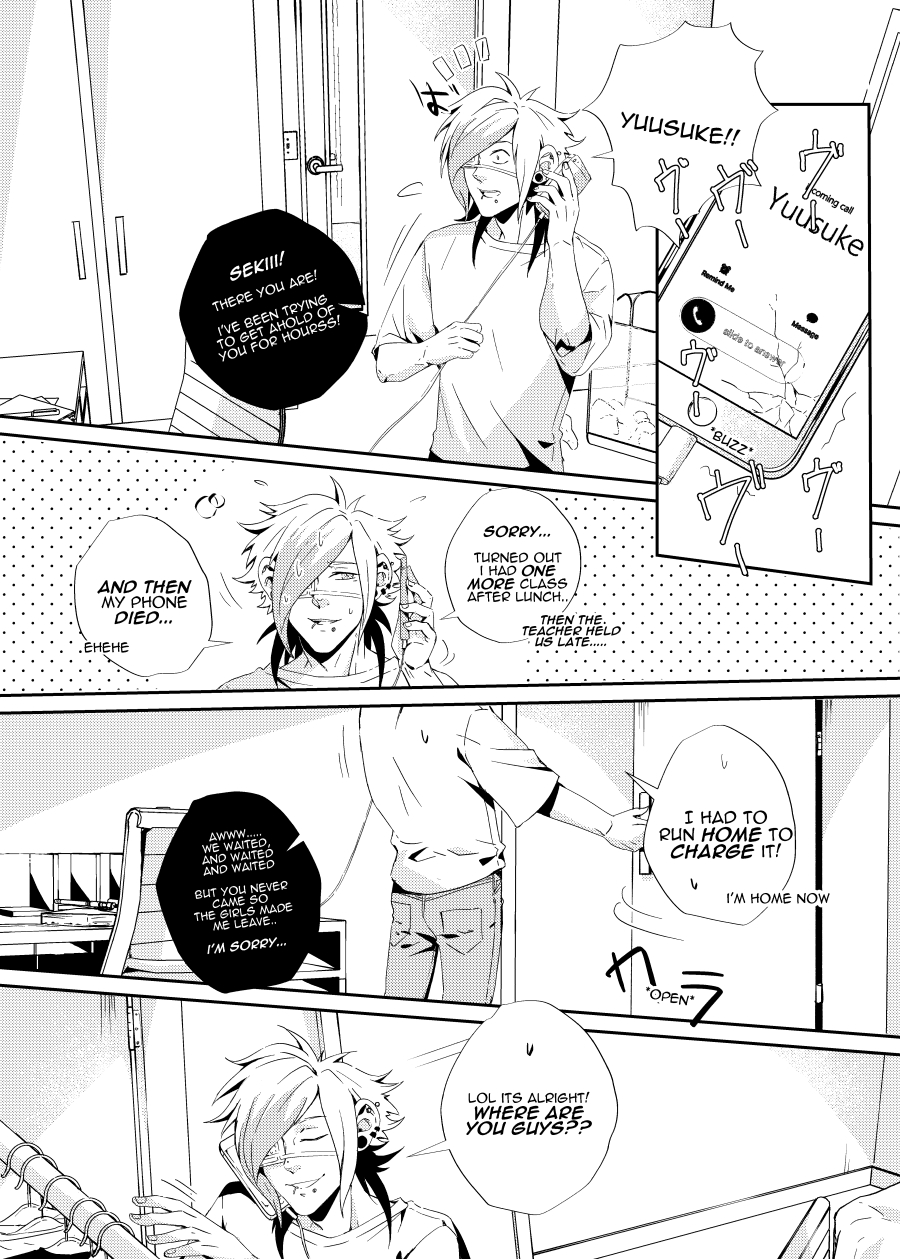 YUUSUKE!!
ヴ
ヴ
ヴ
ヴー
ヴー
ヴー
ヴー
coming call
Yuusuke
Remind Me
Message
slide to answer
*BUZZ*
SEKIII!
THERE YOU ARE!
I'VE BEEN TRYING
TO GET AHOLD OF
YOU FOR HOURSS!
SORRY...
TURNED OUT
I HAD ONE
MORE CLASS
AFTER LUNCH..
THEN THE
TEACHER HELD
US LATE.....
AND THEN
MY PHONE
DIED...
EHEHE
I HAD TO
RUN HOME TO
CHARGE IT!
I'M HOME NOW
AWWW.....
WE WAITED,
AND WAITED
AND WAITED
BUT YOU NEVER
CAME SO
THE GIRLS MADE
ME LEAVE..
I'M SORRY...
ガラ
*OPEN*
LOL ITS ALRIGHT!
WHERE ARE
YOU GUYS??